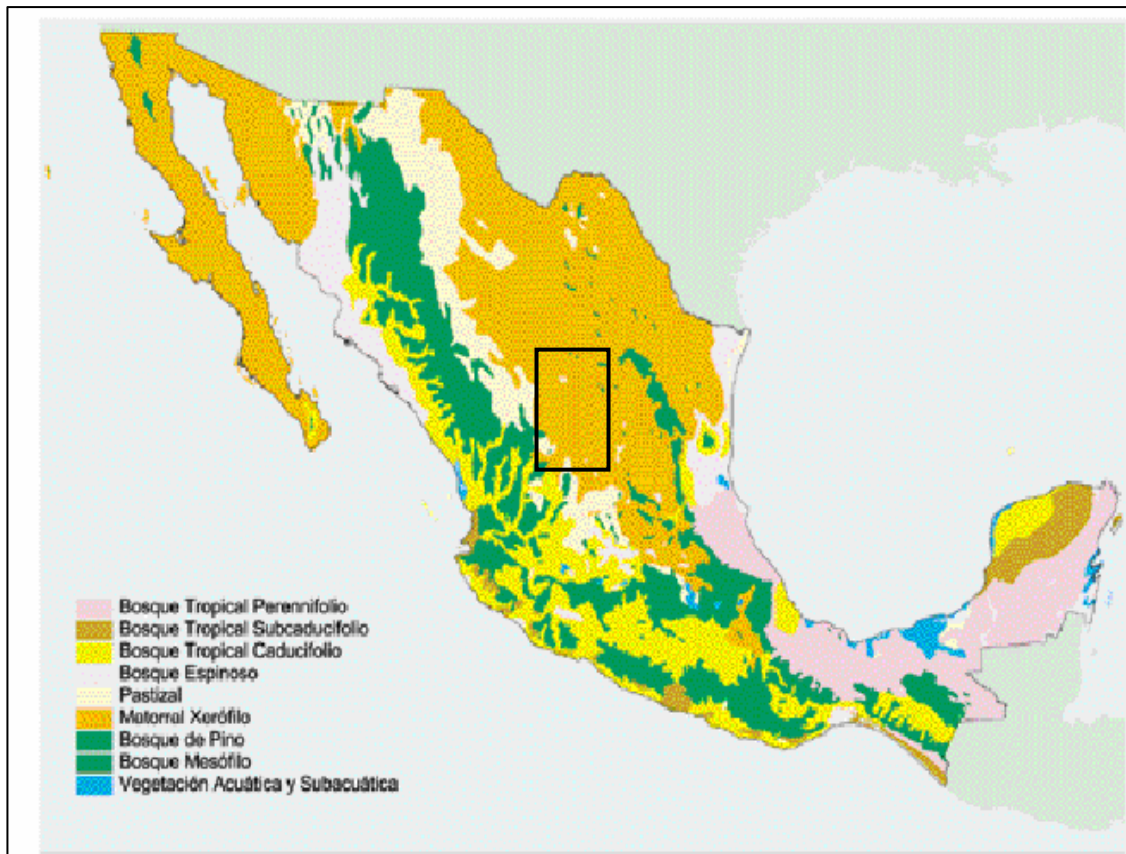 Bosque Tropical Perennifolio
Bosque Tropical Subcaducifolio
Bosque Tropical Caducifolio
Bosque Espinoso
Pastizal
Matorral Xerófilo
Bosque de Pino
Bosque Mesófilo
Vegetación Acuática y Subacuática